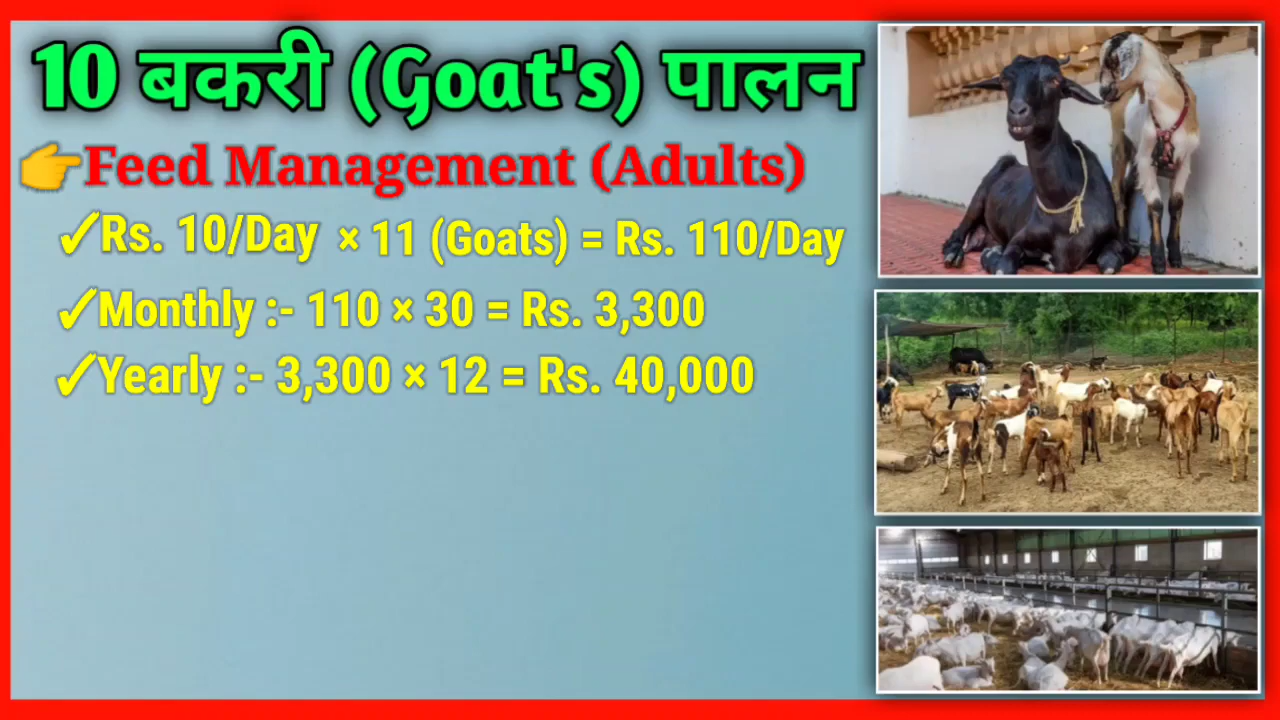 10 बकरी (Goat's) पालन
👉Feed Management (Adults)
✓Rs. 10/Day × 11 (Goats) = Rs. 110/Day
✓Monthly :- 110 × 30 = Rs. 3,300
✓Yearly :- 3,300 × 12 = Rs. 40,000